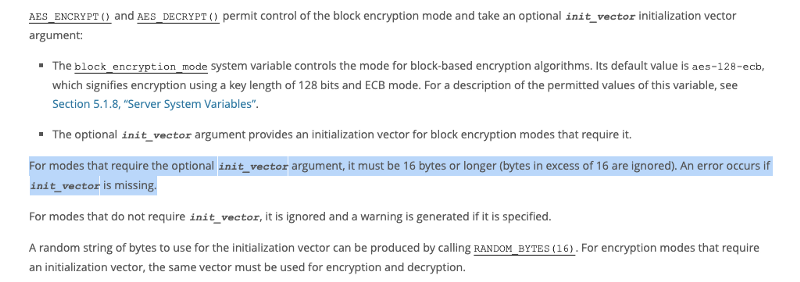 AES_ENCRYPT() and AES_DECRYPT() permit control of the block encryption mode and take an optional init_vector initialization vector
argument:
▪ The block_encryption_mode system variable controls the mode for block-based encryption algorithms. Its default value is aes-128-ecb,
which signifies encryption using a key length of 128 bits and ECB mode. For a description of the permitted values of this variable, see
Section 5.1.8, “Server System Variables”.
▪ The optional init_vector argument provides an initialization vector for block encryption modes that require it.
For modes that require the optional init_vector argument, it must be 16 bytes or longer (bytes in excess of 16 are ignored). An error occurs if
init_vector is missing.
For modes that do not require init_vector, it is ignored and a warning is generated if it is specified.
A random string of bytes to use for the initialization vector can be produced by calling RANDOM_BYTES(16). For encryption modes that require
an initialization vector, the same vector must be used for encryption and decryption.